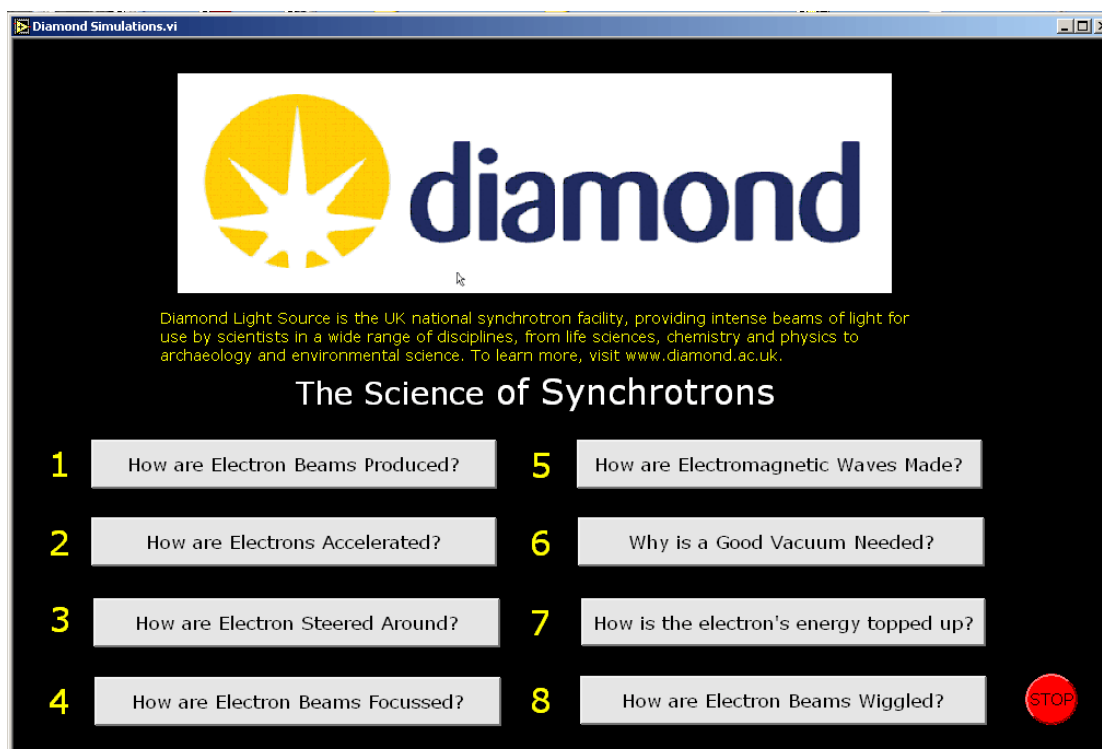 Diamond Simulations.vi
diamond
Diamond Light Source is the UK national synchrotron facility, providing intense beams of light for
use by scientists in a wide range of disciplines, from life sciences, chemistry and physics to
archaeology and environmental science. To learn more, visit www.diamond.ac.uk.
The Science of Synchrotrons
1 How are Electron Beams Produced?
2 How are Electrons Accelerated?
3 How are Electron Steered Around?
4 How are Electron Beams Focussed?
5 How are Electromagnetic Waves Made?
6 Why is a Good Vacuum Needed?
7 How is the electron's energy topped up?
8 How are Electron Beams Wiggled?
STOP